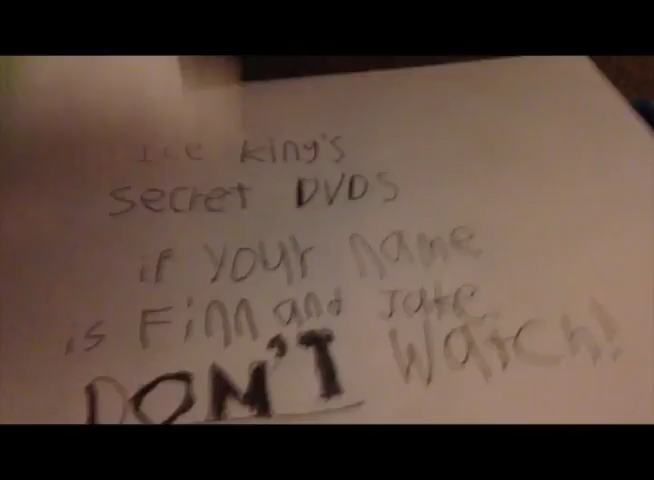 Ice King's
Secret DVDS
if your name
is Finn and Jake
DON'T Watch!